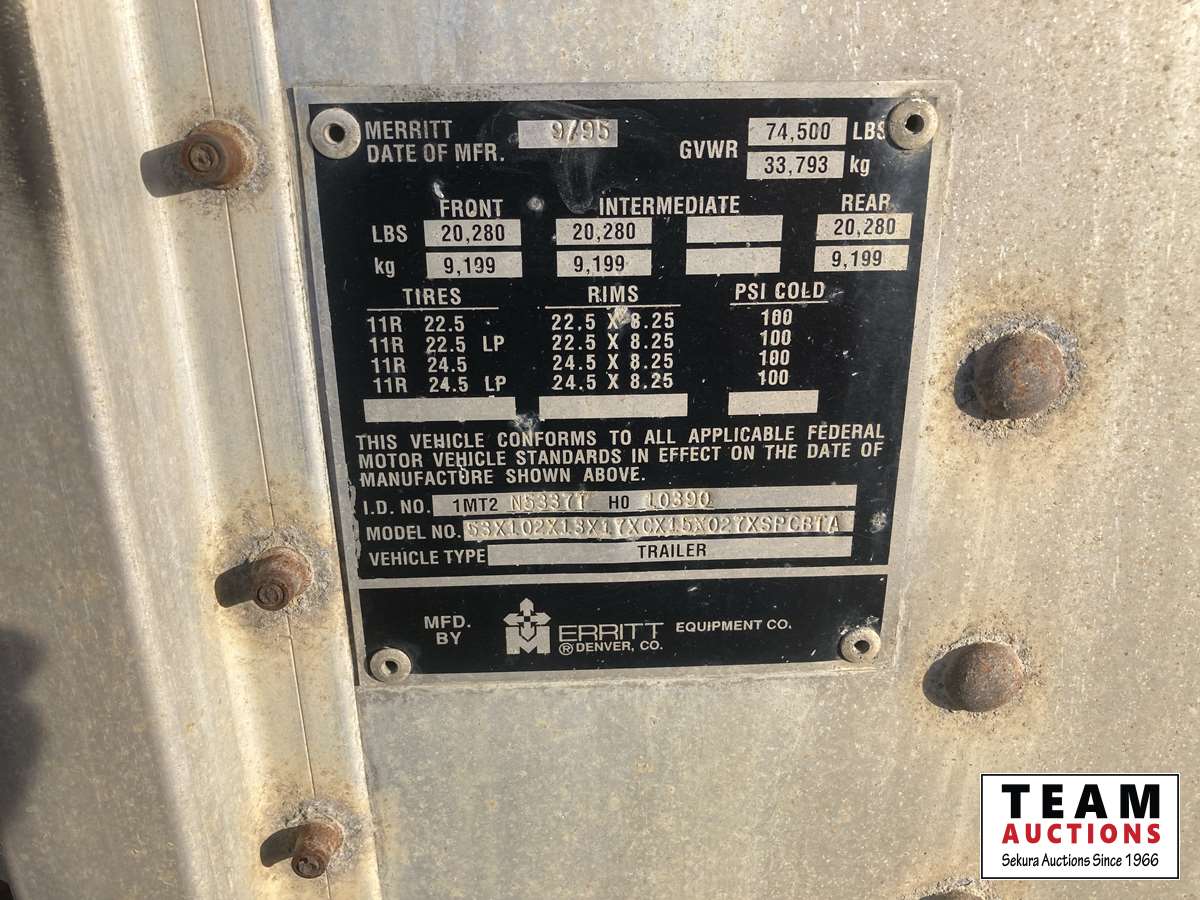 MERRITT
DATE OF MFR. 9/95 GVWR 74,500 LBS
33,793 kg
FRONT INTERMEDIATE REAR
LBS 20,280 20,280 20,280
kg 9,199 9,199 9,199
TIRES RIMS PSI COLD
11R 22.5 22.5 X 8.25 100
11R 22.5 LP 22.5 X 8.25 100
11R 24.5 24.5 X 8.25 100
11R 24.5 LP 24.5 X 8.25 100
THIS VEHICLE CONFORMS TO ALL APPLICABLE FEDERAL
MOTOR VEHICLE STANDARDS IN EFFECT ON THE DATE OF
MANUFACTURE SHOWN ABOVE.
I.D. NO. 1MT2 H0 10390
MODEL NO.
VEHICLE TYPE TRAILER
MFD. BY MERRITT EQUIPMENT CO.
® DENVER, CO.
TEAM
AUCTIONS
Sekura Auctions Since 1966